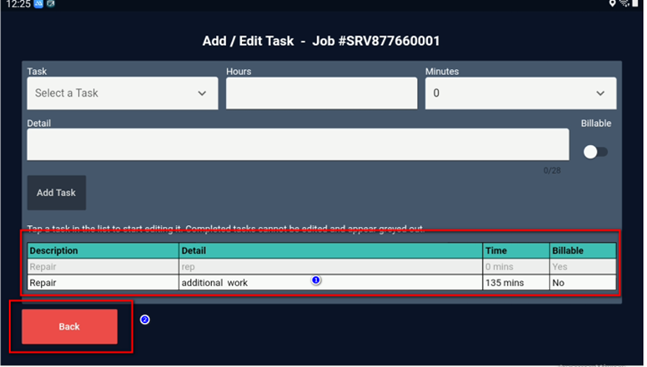 12:25
Add / Edit Task - Job #SRV877660001
Task Hours Minutes
Select a Task 0
Detail Billable
0/28
Add Task
Tap a task in the list to start editing it. Completed tasks cannot be edited and appear greyed out.
Description Detail Time Billable
Repair rep 0 mins Yes
Repair additional work 135 mins No
1
Back
2